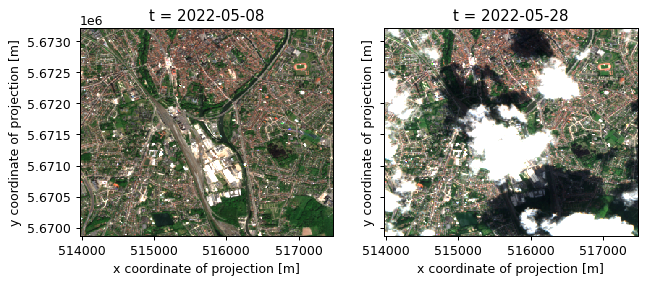 t = 2022-05-08
t = 2022-05-28
1e6
5.6730
5.6725
5.6720
5.6715
5.6710
5.6705
5.6700
y coordinate of projection [m]
514000 515000 516000 517000
x coordinate of projection [m]
y coordinate of projection [m]
514000 515000 516000 517000
x coordinate of projection [m]